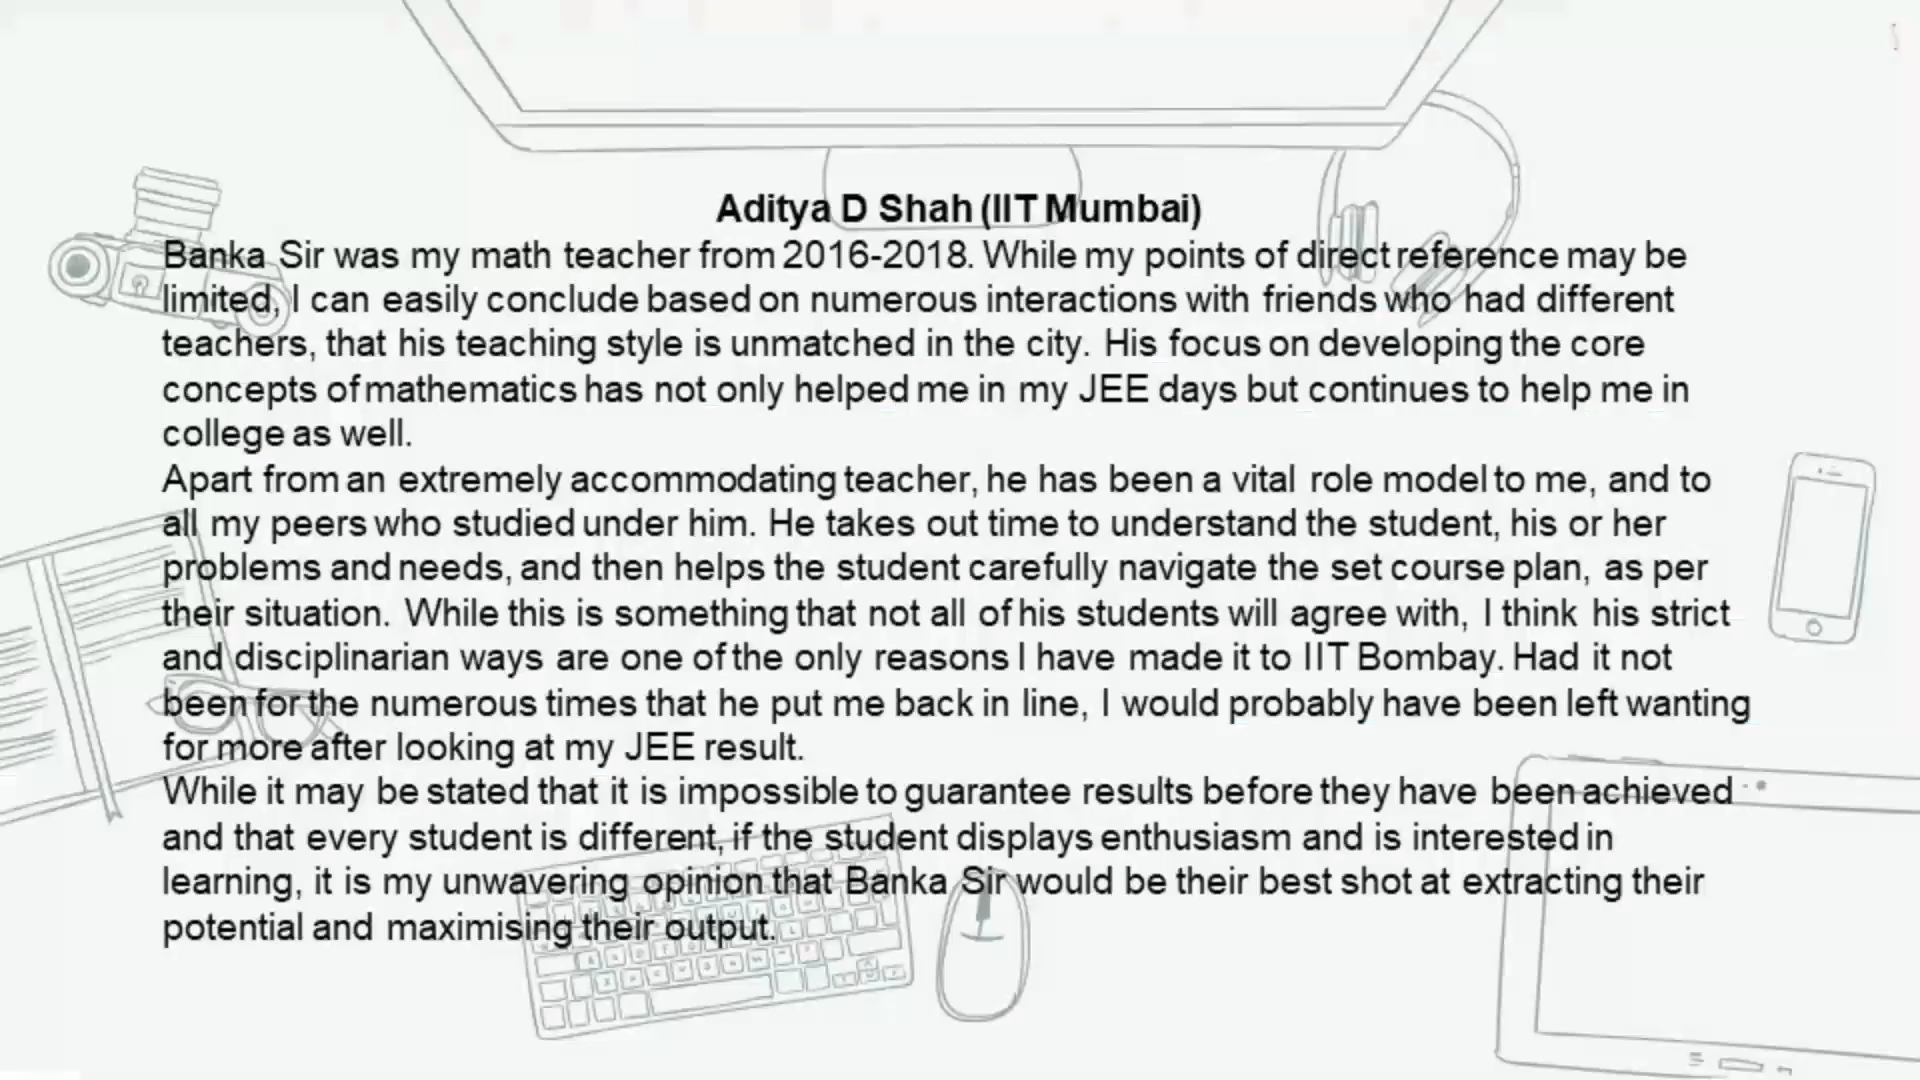 Aditya D Shah (IIT Mumbai)
Banka Sir was my math teacher from 2016-2018. While my points of direct reference may be
limited, I can easily conclude based on numerous interactions with friends who had different
teachers, that his teaching style is unmatched in the city. His focus on developing the core
concepts of mathematics has not only helped me in my JEE days but continues to help me in
college as well.
Apart from an extremely accommodating teacher, he has been a vital role model to me, and to
all my peers who studied under him. He takes out time to understand the student, his or her
problems and needs, and then helps the student carefully navigate the set course plan, as per
their situation. While this is something that not all of his students will agree with, I think his strict
and disciplinarian ways are one of the only reasons I have made it to IIT Bombay. Had it not
been for the numerous times that he put me back in line, I would probably have been left wanting
for more after looking at my JEE result.
While it may be stated that it is impossible to guarantee results before they have been achieved
and that every student is different, if the student displays enthusiasm and is interested in
learning, it is my unwavering opinion that Banka Sir would be their best shot at extracting their
potential and maximising their output.